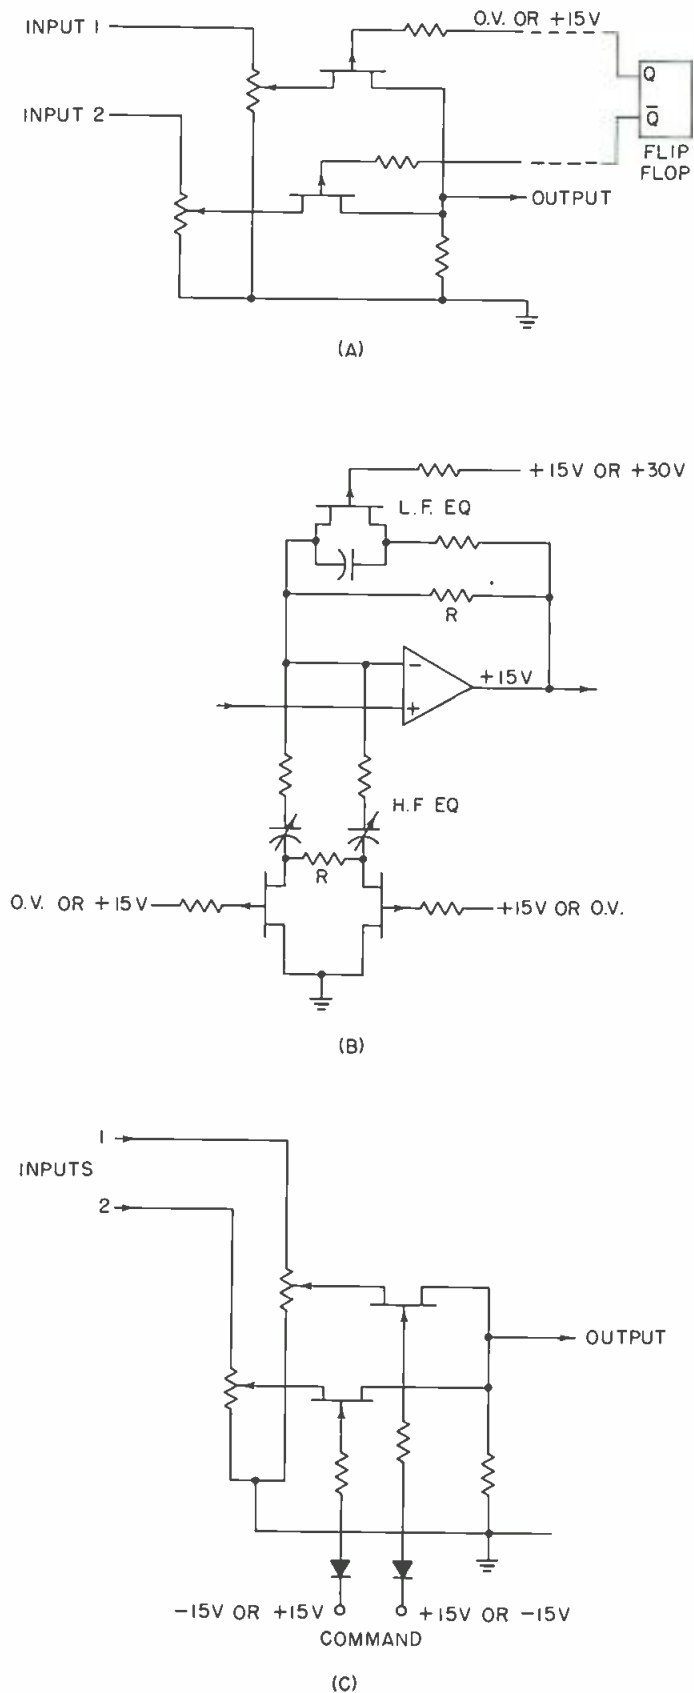 INPUT 1
O.V. OR +15V
Q
INPUT 2
Q̅
FLIP
FLOP
OUTPUT
(A)
+15V OR +30V
L.F. EQ
R
-
+15V
+
H.F EQ
R
O.V. OR +15V
+15V OR O.V.
(B)
1
INPUTS
2
OUTPUT
-15V OR +15V
+15V OR -15V
COMMAND
(C)